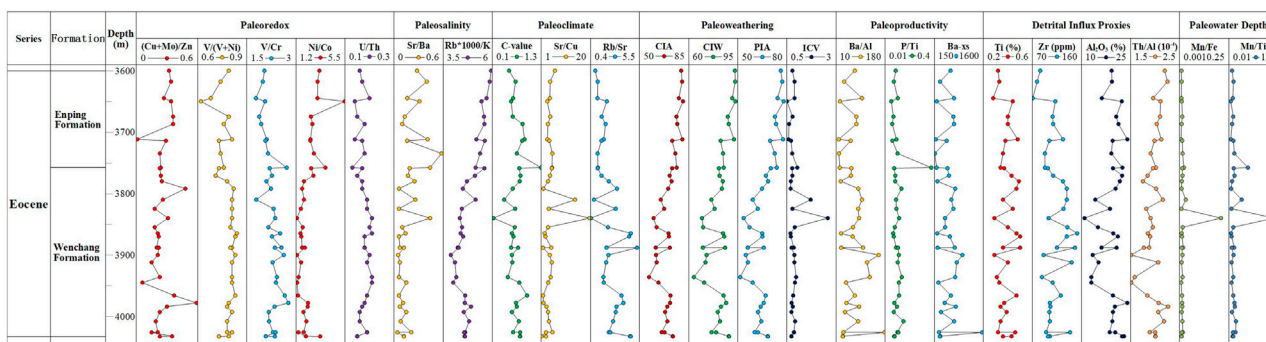 Series Formation Depth (m) Paleoredox Paleosalinity Paleoclimate Paleoweathering Paleoproductivity Detrital Influx Proxies Paleowater Depth
(Cu+Mo)/Zn V/(V+Ni) V/Cr Ni/Co U/Th Sr/Ba Rb*1000/K C-value Sr/Cu Rb/Sr CIA CIW PIA ICV Ba/Al P/Ti Ba-xs Ti (%) Zr (ppm) Al₂O₃ (%) Th/Al (10⁻⁴) Mn/Fe Mn/Ti
0 6 0.6 0.9 1.5 3 1.2 5.5 0.1 0.3 0 0.6 3.5 6 0.1 1.3 1 20 0.4 5.5 50 85 60 95 50 80 0.5 3 10 180 0.01 0.4 150 1600 0.2 0.6 70 160 10 25 1.5 2.5 0.001 0.25 0.01 1
3600
Enping Formation
3700
Eocene
3800
Wenchang Formation
3900
4000